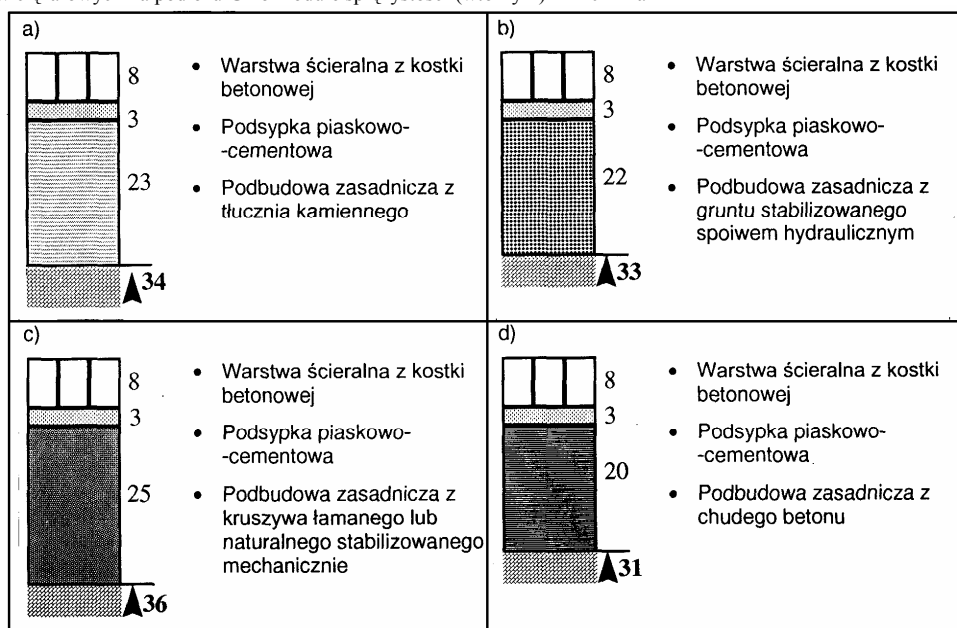 a)
8
3
23
34
• Warstwa ścieralna z kostki
betonowej
• Podsypka piaskowo-
-cementowa
• Podbudowa zasadnicza z
tłucznia kamiennego
b)
8
3
22
33
• Warstwa ścieralna z kostki
betonowej
• Podsypka piaskowo-
-cementowa
• Podbudowa zasadnicza z
gruntu stabilizowanego
spoiwem hydraulicznym
c)
8
3
25
36
• Warstwa ścieralna z kostki
betonowej
• Podsypka piaskowo-
-cementowa
• Podbudowa zasadnicza z
kruszywa łamanego lub
naturalnego stabilizowanego
mechanicznie
d)
8
3
20
31
• Warstwa ścieralna z kostki
betonowej
• Podsypka piaskowo-
-cementowa
• Podbudowa zasadnicza z
chudego betonu